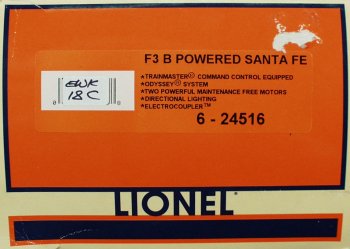 F3 B POWERED SANTA FE
*TRAINMASTER® COMMAND CONTROL EQUIPPED
*ODYSSEY® SYSTEM
*TWO POWERFUL MAINTENANCE FREE MOTORS
*DIRECTIONAL LIGHTING
*ELECTROCOUPLER™
6 - 24516
EWK
18 C
LIONEL